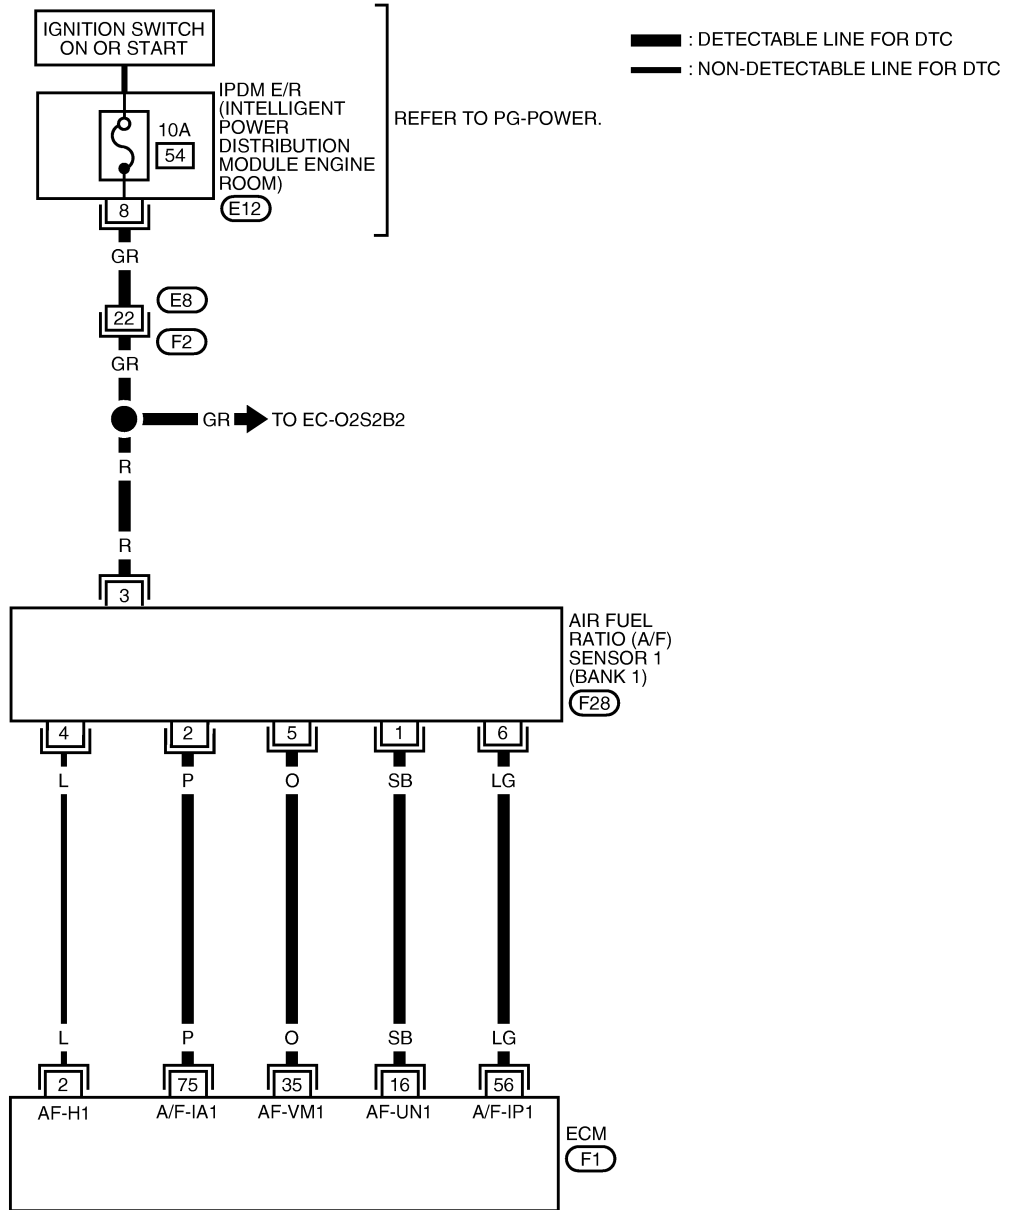 IGNITION SWITCH
ON OR START
: DETECTABLE LINE FOR DTC
: NON-DETECTABLE LINE FOR DTC
IPDM E/R
(INTELLIGENT
POWER
DISTRIBUTION
MODULE ENGINE
ROOM)
E12
10A
54
REFER TO PG-POWER.
8
GR
E8
22
F2
GR
GR
TO EC-O2S2B2
R
R
3
AIR FUEL
RATIO (A/F)
SENSOR 1
(BANK 1)
F28
4 2 5 1 6
L P O SB LG
L P O SB LG
2 75 35 16 56
AF-H1 A/F-IA1 AF-VM1 AF-UN1 A/F-IP1
ECM
F1